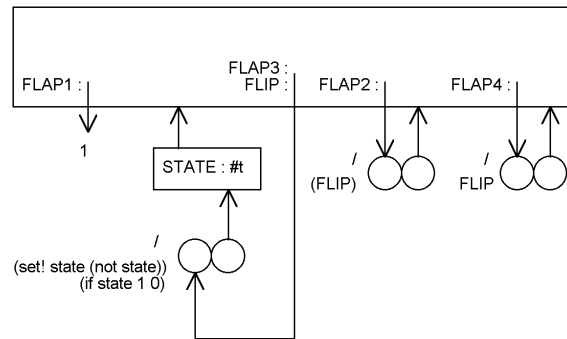 FLAP3 :
FLAP1 :
FLIP :
FLAP2 :
FLAP4 :
1
STATE : #t
/
(FLIP)
/
FLIP
/
(set! state (not state))
(if state 1 0)